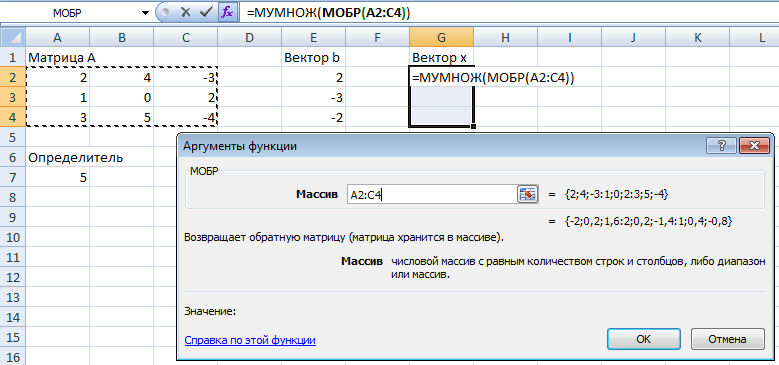 МОБР =МУМНОЖ(МОБР(A2:C4))
A B C D E F G H I J K L
1 Матрица A Вектор b Вектор x
2 2 4 -3 2 =МУМНОЖ(МОБР(A2:C4))
3 1 0 2 -3
4 3 5 -4 -2
5
Аргументы функции
6 Определитель
МОБР
7 5
Массив A2:C4 = {2;4;-3:1;0;2:3;5;-4}
8
9
= {-2;0,2;1,6:2;0,2;-1,4:1;0,4;-0,8}
10
Возвращает обратную матрицу (матрица хранится в массиве).
11
Массив числовой массив с равным количеством строк и столбцов, либо диапазон
12
или массив.
13
14
Значение:
15
Справка по этой функции OK Отмена
16